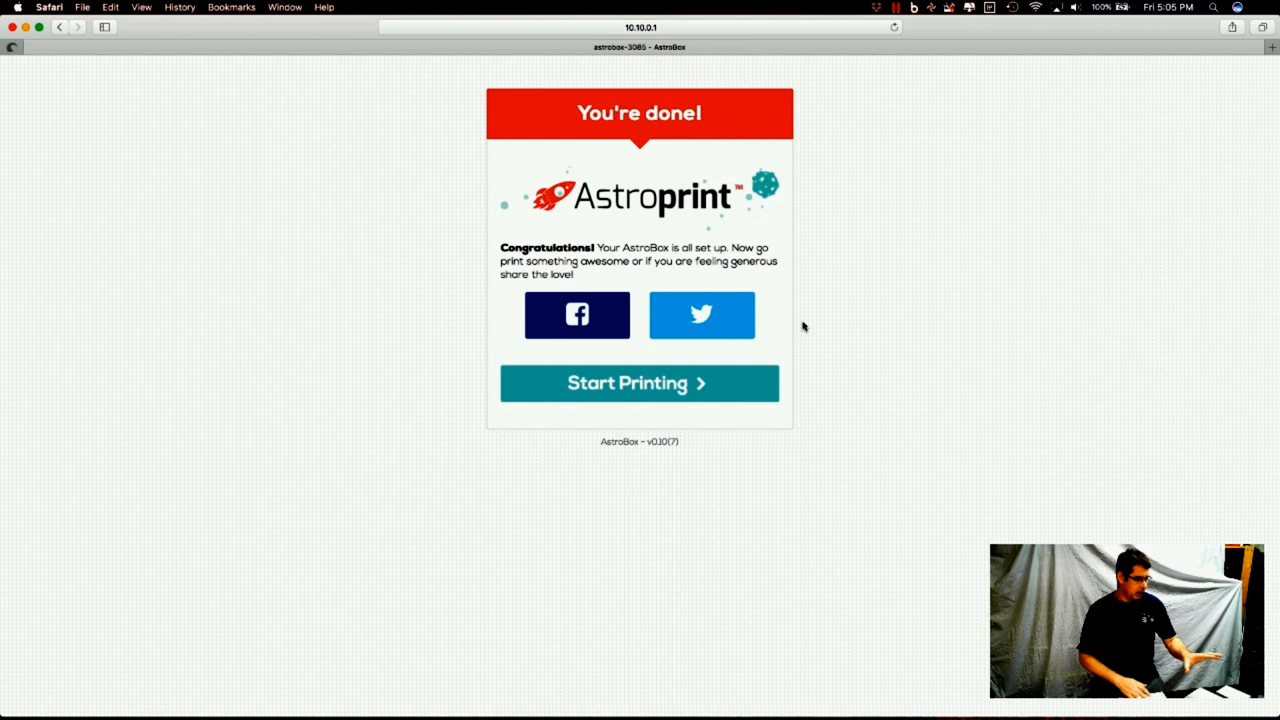 Safari File Edit View History Bookmarks Window Help 100% Fri 5:05 PM
10.10.0.1
astrobox-3085 - AstroBox
You're done!
Astroprint™
Congratulations! Your AstroBox is all set up. Now go
print something awesome or if you are feeling generous
share the love!
Start Printing
AstroBox - v0.10(7)